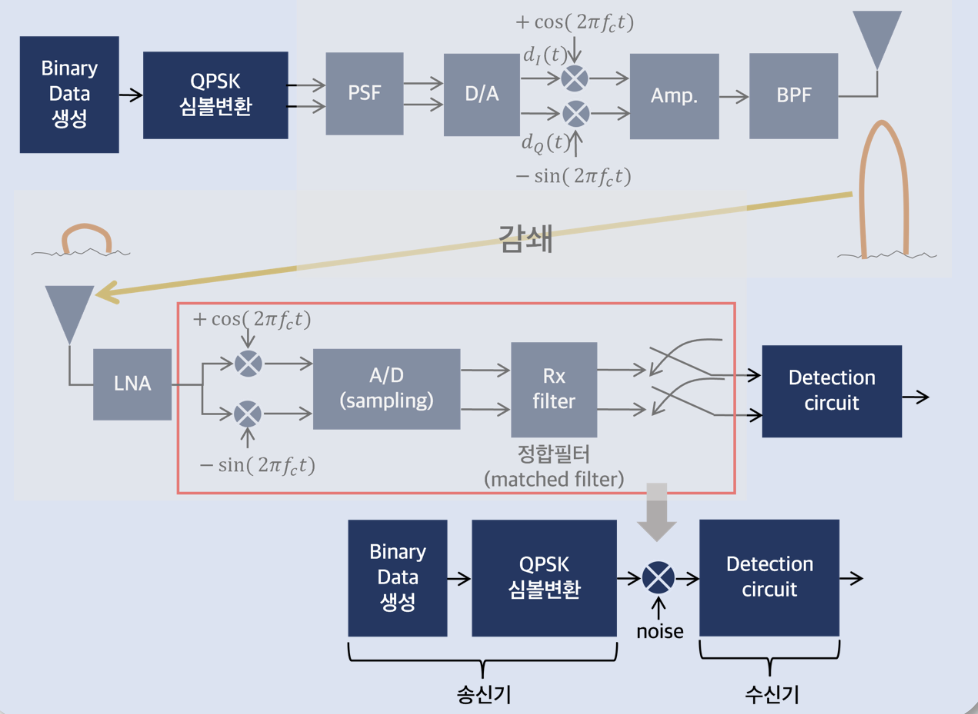 + cos( 2πf_c t)
Binary
Data
생성
QPSK
심볼변환
PSF
D/A
d_I(t)
d_Q(t)
− sin( 2πf_c t)
Amp.
BPF
감쇄
LNA
+ cos( 2πf_c t)
− sin( 2πf_c t)
A/D
(sampling)
Rx
filter
정합필터
(matched filter)
Detection
circuit
Binary
Data
생성
QPSK
심볼변환
noise
Detection
circuit
송신기
수신기